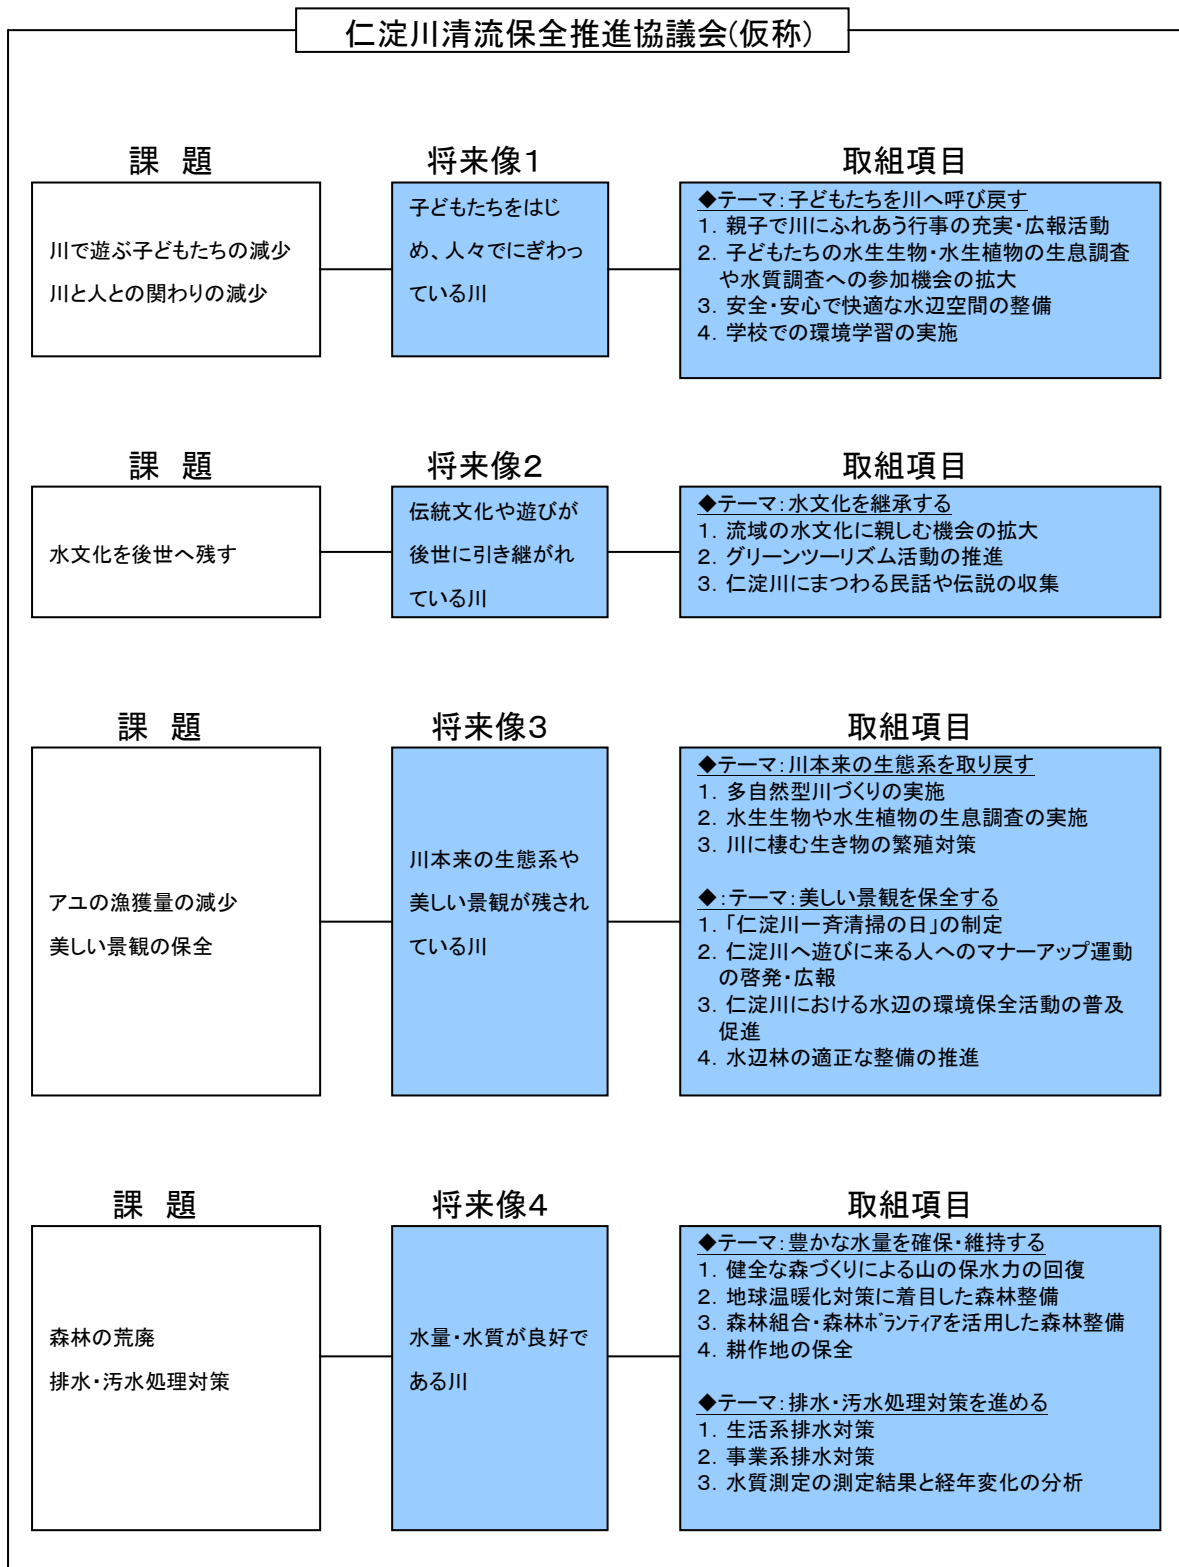 仁淀川清流保全推進協議会(仮称)
課 題
将来像1
取組項目
川で遊ぶ子どもたちの減少
川と人との関わりの減少
子どもたちをはじ
め、人々でにぎわっ
ている川
◆テーマ:子どもたちを川へ呼び戻す
1. 親子で川にふれあう行事の充実・広報活動
2. 子どもたちの水生生物・水生植物の生息調査
や水質調査への参加機会の拡大
3. 安全・安心で快適な水辺空間の整備
4. 学校での環境学習の実施
課 題
将来像2
取組項目
水文化を後世へ残す
伝統文化や遊びが
後世に引き継がれ
ている川
◆テーマ:水文化を継承する
1. 流域の水文化に親しむ機会の拡大
2. グリーンツーリズム活動の推進
3. 仁淀川にまつわる民話や伝説の収集
課 題
将来像3
取組項目
アユの漁獲量の減少
美しい景観の保全
川本来の生態系や
美しい景観が残され
ている川
◆テーマ:川本来の生態系を取り戻す
1. 多自然型川づくりの実施
2. 水生生物や水生植物の生息調査の実施
3. 川に棲む生き物の繁殖対策
◆:テーマ:美しい景観を保全する
1. 「仁淀川一斉清掃の日」の制定
2. 仁淀川へ遊びに来る人へのマナーアップ運動
の啓発・広報
3. 仁淀川における水辺の環境保全活動の普及
促進
4. 水辺林の適正な整備の推進
課 題
将来像4
取組項目
森林の荒廃
排水・汚水処理対策
水量・水質が良好で
ある川
◆テーマ:豊かな水量を確保・維持する
1. 健全な森づくりによる山の保水力の回復
2. 地球温暖化対策に着目した森林整備
3. 森林組合・森林ボランティアを活用した森林整備
4. 耕作地の保全
◆テーマ:排水・汚水処理対策を進める
1. 生活系排水対策
2. 事業系排水対策
3. 水質測定の測定結果と経年変化の分析